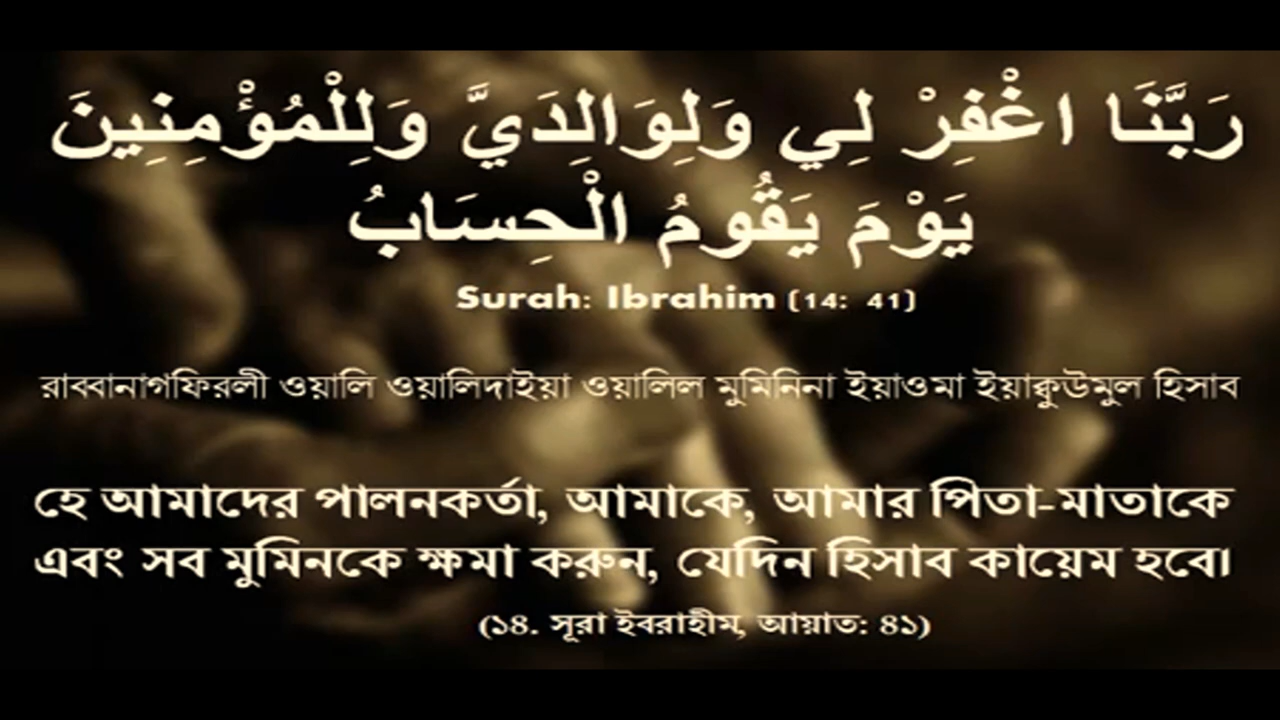 رَبَّنَا اغْفِرْ لِي وَلِوَالِدَيَّ وَلِلْمُؤْمِنِينَ
يَوْمَ يَقُومُ الْحِسَابُ
Surah: Ibrahim (14: 41)
রাব্বানাগফিরলী ওয়ালি ওয়ালিদাইয়া ওয়ালিল মুমিনিনা ইয়াওমা ইয়াক্বুউমুল হিসাব
হে আমাদের পালনকর্তা, আমাকে, আমার পিতা-মাতাকে
এবং সব মুমিনকে ক্ষমা করুন, যেদিন হিসাব কায়েম হবে।
(১৪. সূরা ইবরাহীম, আয়াত: ৪১)